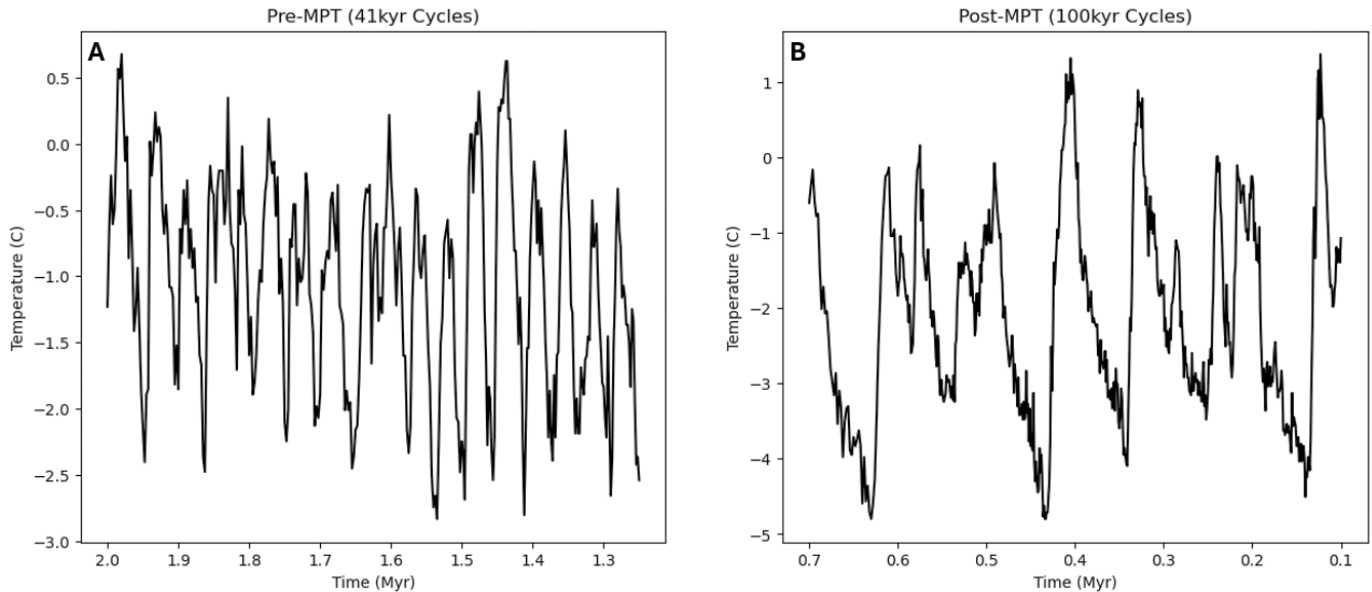 Pre-MPT (41kyr Cycles)
A
0.5
0.0
−0.5
−1.0
−1.5
−2.0
−2.5
−3.0
Temperature (C)
2.0 1.9 1.8 1.7 1.6 1.5 1.4 1.3
Time (Myr)
Post-MPT (100kyr Cycles)
B
1
0
−1
−2
−3
−4
−5
Temperature (C)
0.7 0.6 0.5 0.4 0.3 0.2 0.1
Time (Myr)